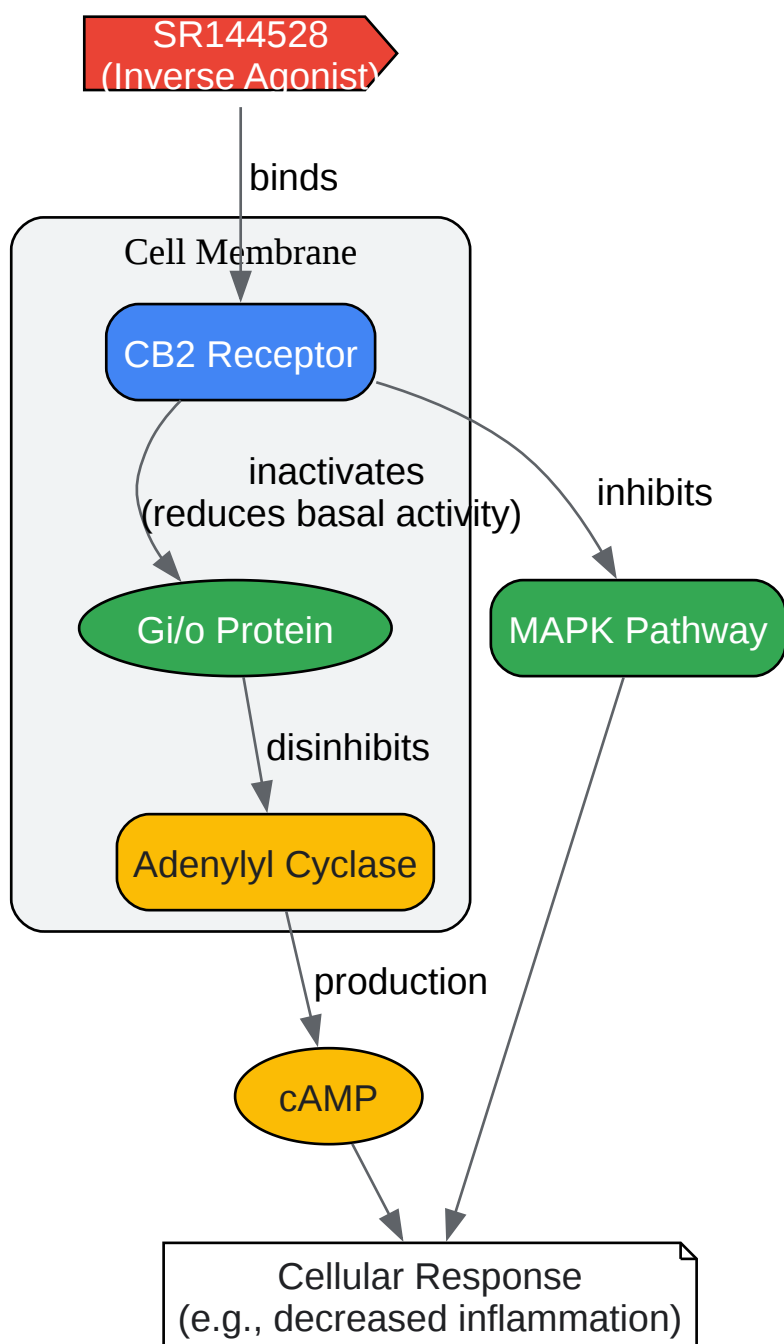 SR144528
(Inverse Agonist)
binds
Cell Membrane
CB2 Receptor
inactivates
(reduces basal activity)
inhibits
Gi/o Protein
MAPK Pathway
disinhibits
Adenylyl Cyclase
production
cAMP
Cellular Response
(e.g., decreased inflammation)